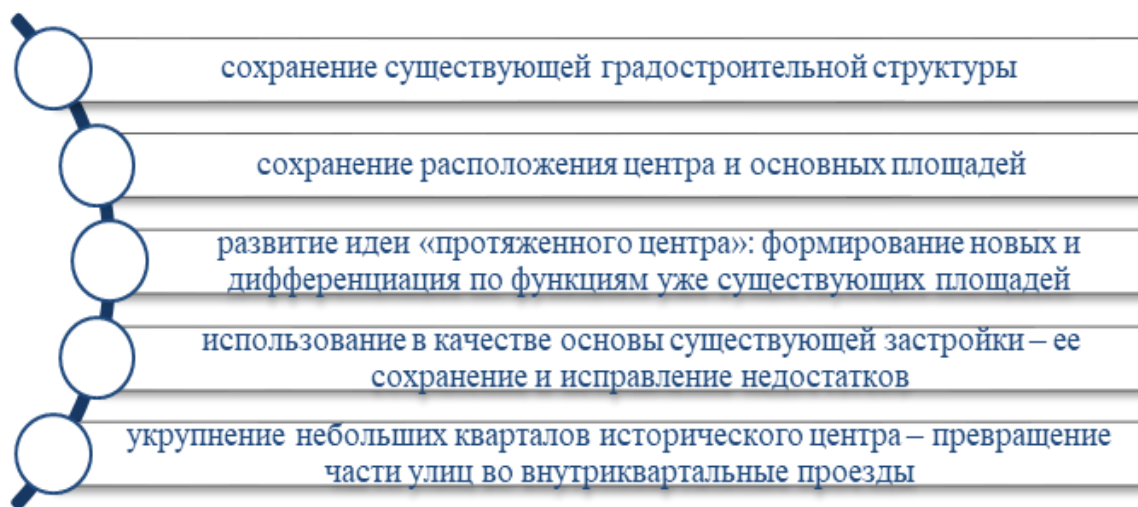 сохранение существующей градостроительной структуры
сохранение расположения центра и основных площадей
развитие идеи «протяженного центра»: формирование новых и
дифференциация по функциям уже существующих площадей
использование в качестве основы существующей застройки – ее
сохранение и исправление недостатков
укрупнение небольших кварталов исторического центра – превращение
части улиц во внутриквартальные проезды